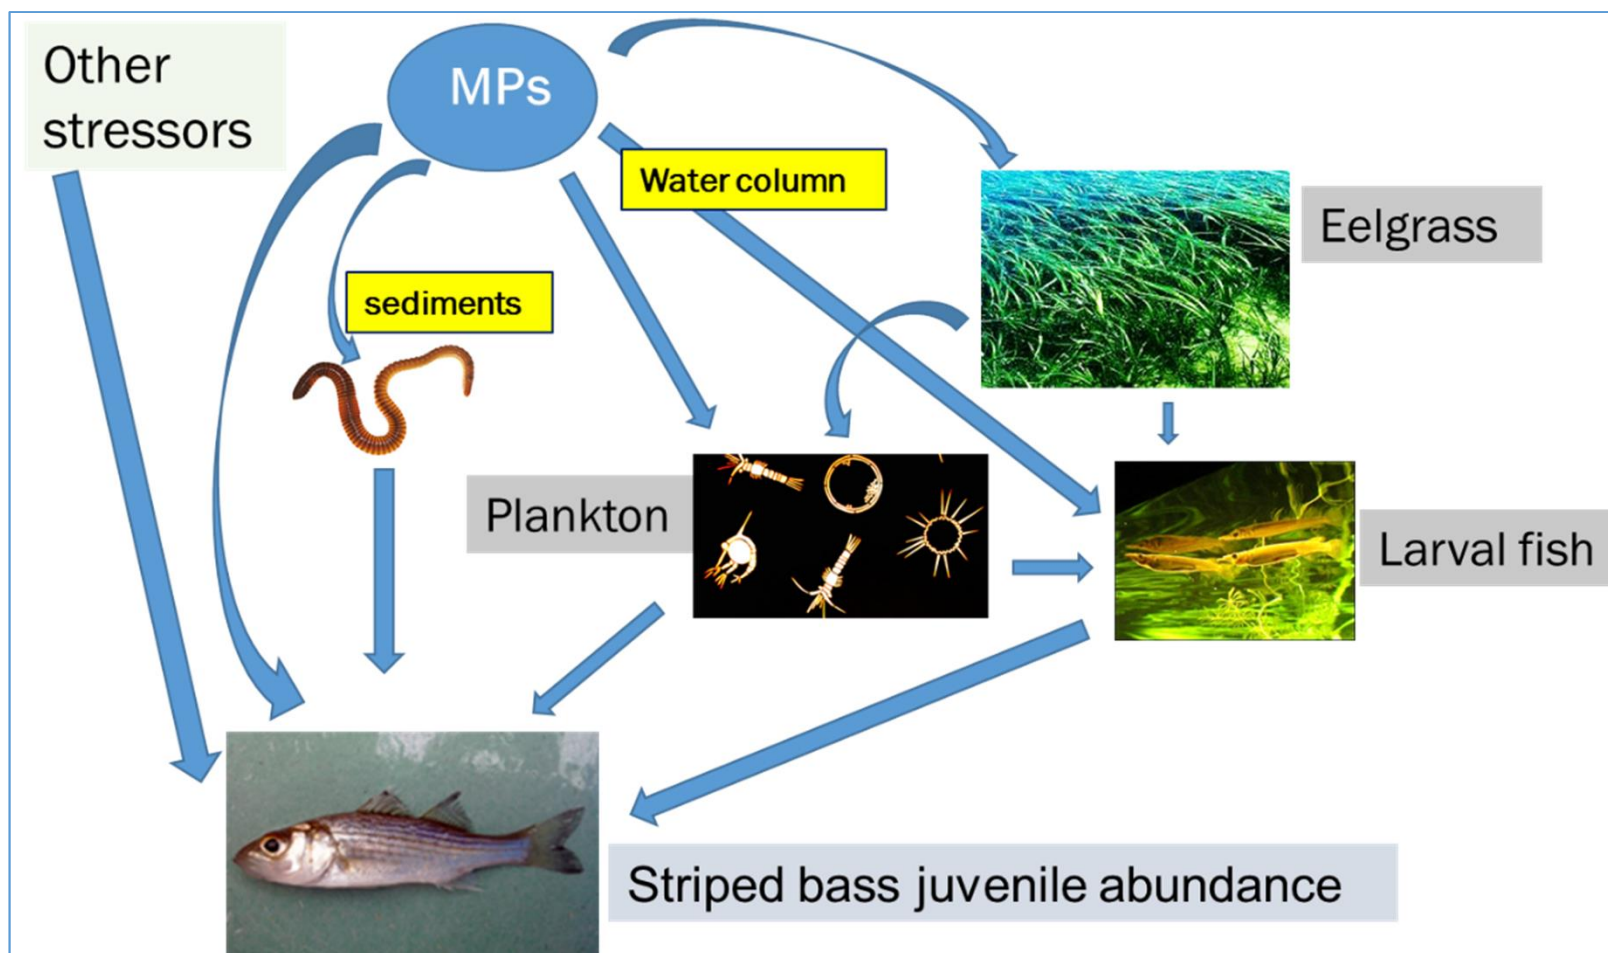 Other
stressors
MPs
Water column
Eelgrass
sediments
Plankton
Larval fish
Striped bass juvenile abundance